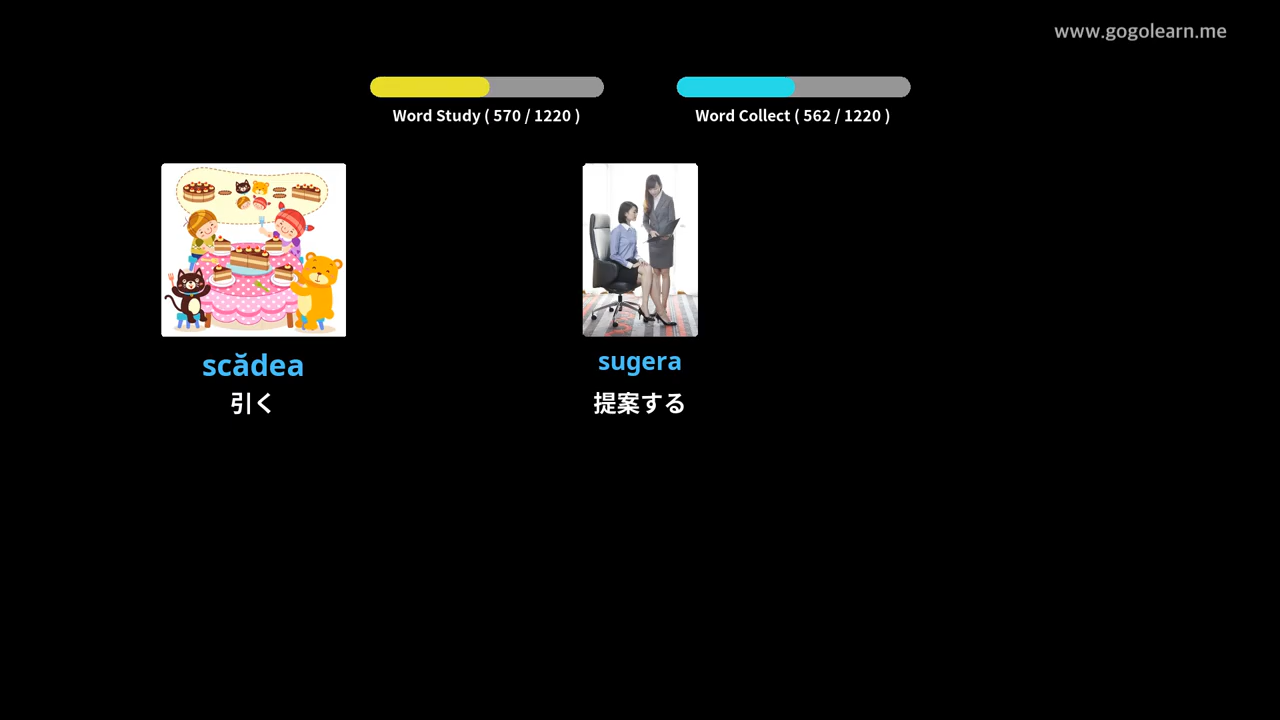 www.gogolearn.me
Word Study ( 570 / 1220 )
Word Collect ( 562 / 1220 )
scădea
引く
sugera
提案する